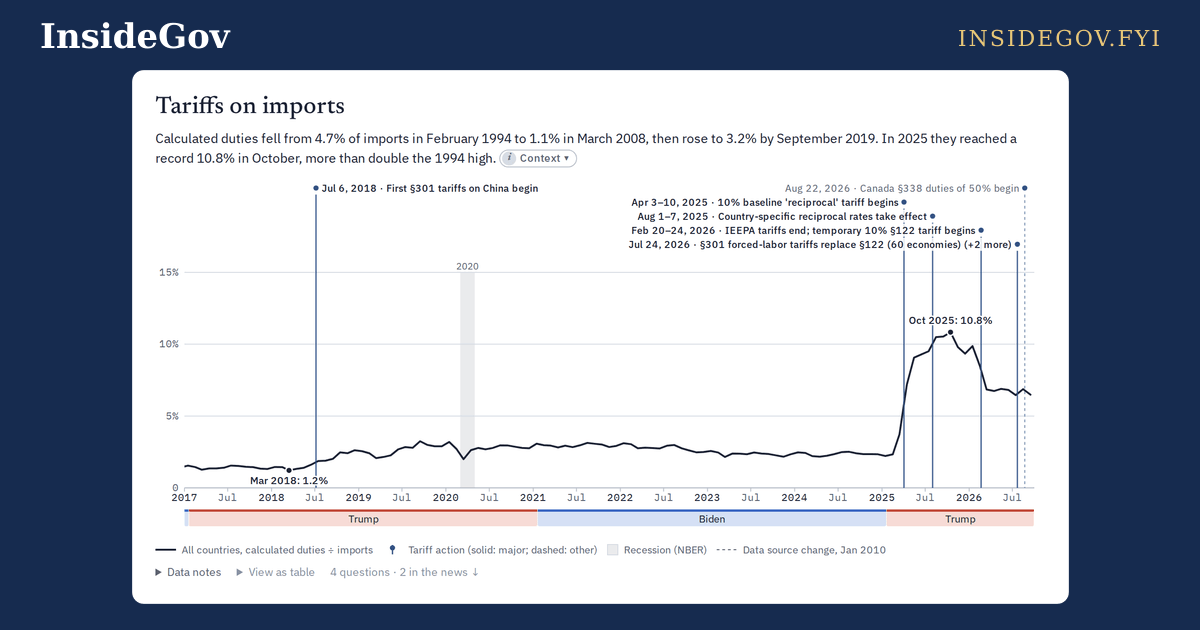 InsideGov
INSIDEGOV.FYI
Tariffs on imports
Calculated duties fell from 4.7% of imports in February 1994 to 1.1% in March 2008, then rose to 3.2% by September 2019. In 2025 they reached a
record 10.8% in October, more than double the 1994 high. i Context ▾
Jul 6, 2018 · First §301 tariffs on China begin
Aug 22, 2026 · Canada §338 duties of 50% begin
Apr 3–10, 2025 · 10% baseline 'reciprocal' tariff begins
Aug 1–7, 2025 · Country-specific reciprocal rates take effect
Feb 20–24, 2026 · IEEPA tariffs end; temporary 10% §122 tariff begins
Jul 24, 2026 · §301 forced-labor tariffs replace §122 (60 economies) (+2 more)
2020
15%
Oct 2025: 10.8%
10%
5%
Mar 2018: 1.2%
0
2017 Jul 2018 Jul 2019 Jul 2020 Jul 2021 Jul 2022 Jul 2023 Jul 2024 Jul 2025 Jul 2026 Jul
Trump Biden Trump
All countries, calculated duties ÷ imports Tariff action (solid: major; dashed: other) Recession (NBER) Data source change, Jan 2010
▶ Data notes ▶ View as table 4 questions · 2 in the news ↓